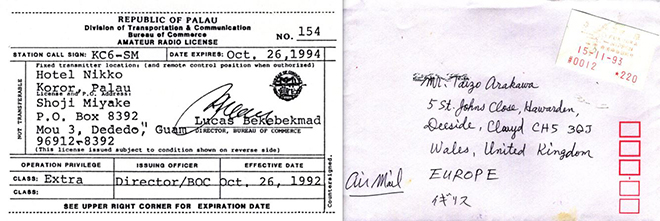 REPUBLIC OF PALAU
Division of Transportation & Communication
Bureau of Commerce
AMATEUR RADIO LICENSE
NO. 154
STATION CALL SIGN: KC6-SM DATE EXPIRES: Oct. 26,1994
Fixed transmitter location: (and remote control position when authorized)
Hotel Nikko
Koror, Palau
License and P.O. Address:
Shoji Miyake
P.O. Box 8392
Mou 3, Dededo, Guam
96912-8392
Lucas Bekebekmad
DIRECTOR, BUREAU OF COMMERCE
(This license issued subject to condition shown on reverse side)
NOT TRANSFERABLE
OPERATION PRIVILEGE ISSUING OFFICER EFFECTIVE DATE
CLASS: Extra Director/BOC Oct. 26, 1992
CLASS:
Countersigned.
SEE UPPER RIGHT CORNER FOR EXPIRATION DATE
15-11-93
#0012 *220
Mr. Taizo Arakawa
5 St. Johns Close, Hawarden,
Deeside, Clwyd CH5 3QJ
Wales, United Kingdom
EUROPE
イギリス
Air Mail